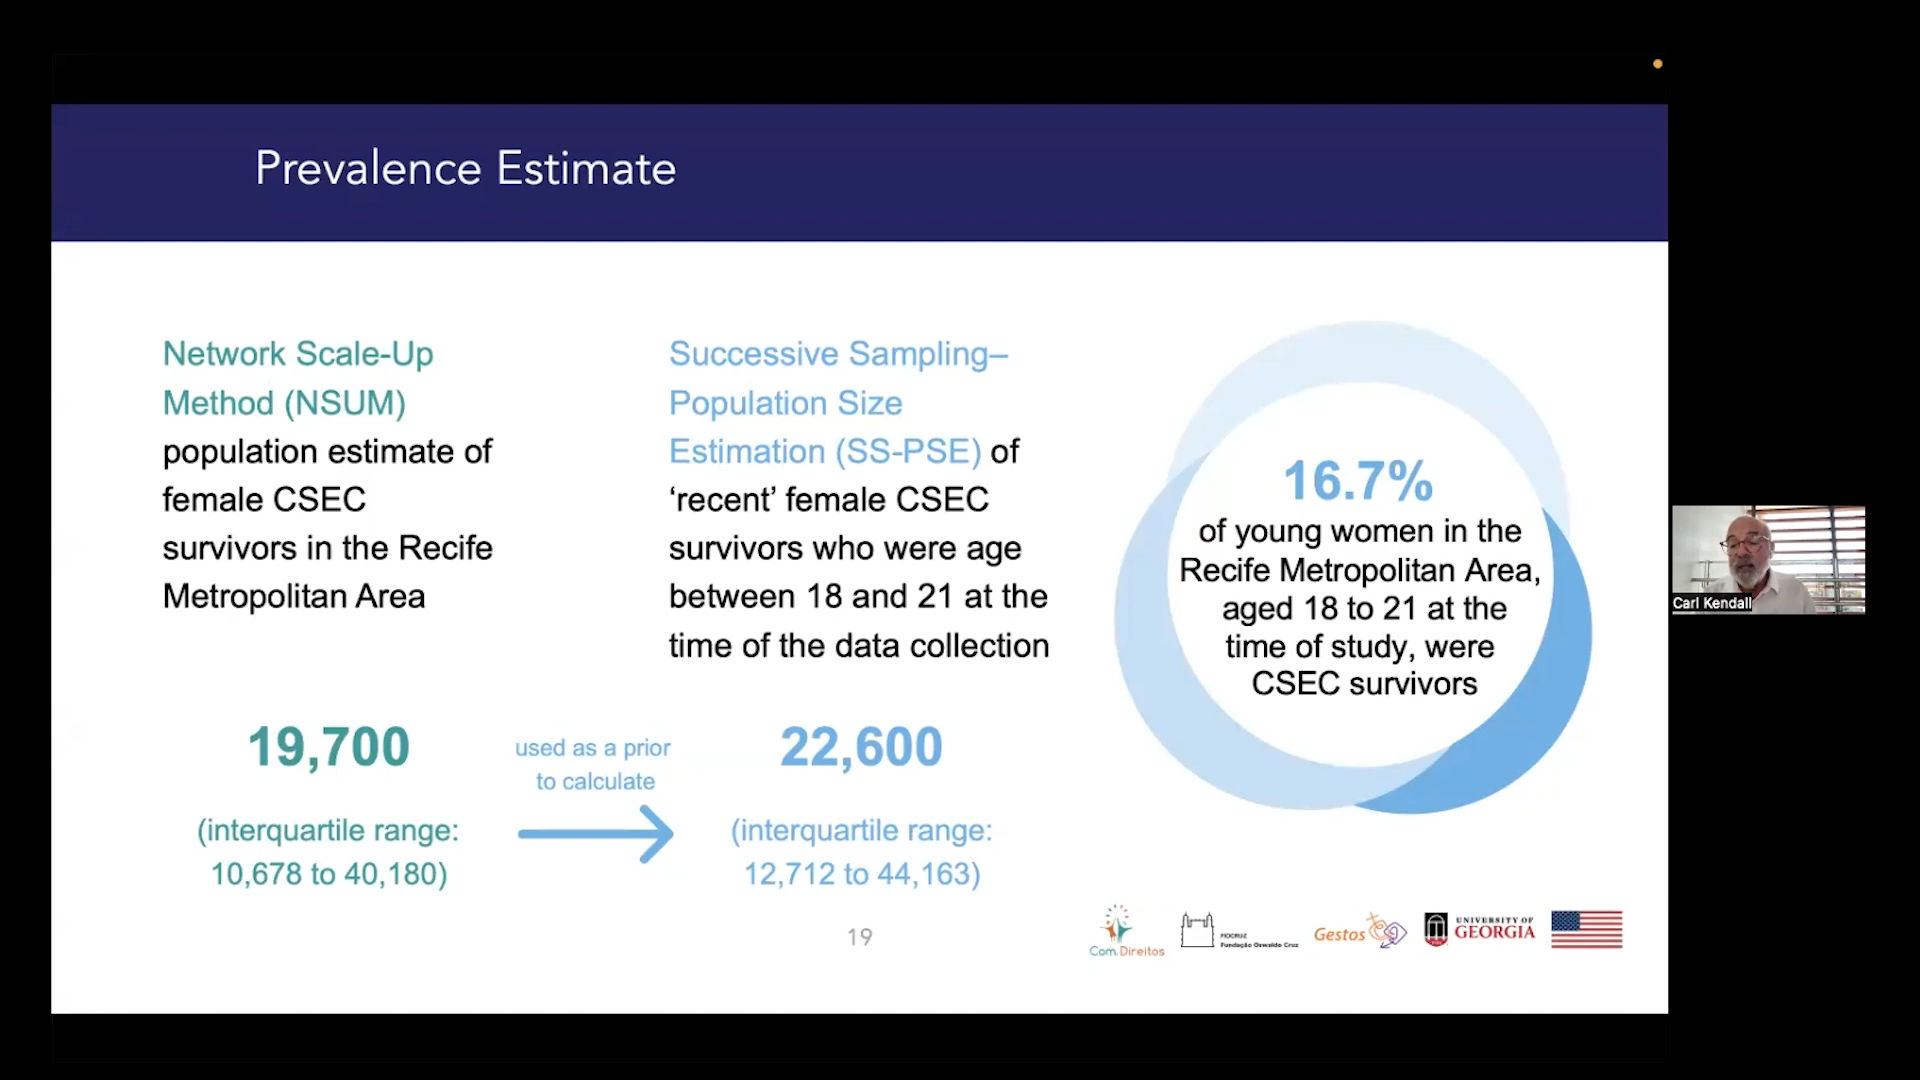 Prevalence Estimate
Network Scale-Up
Method (NSUM)
population estimate of
female CSEC
survivors in the Recife
Metropolitan Area
19,700
(interquartile range:
10,678 to 40,180)
used as a prior
to calculate
Successive Sampling–
Population Size
Estimation (SS-PSE) of
‘recent’ female CSEC
survivors who were age
between 18 and 21 at the
time of the data collection
22,600
(interquartile range:
12,712 to 44,163)
16.7%
of young women in the
Recife Metropolitan Area,
aged 18 to 21 at the
time of study, were
CSEC survivors
Carl Kendall
19
Com.Direitos
FIOCRUZ
Fundação Oswaldo Cruz
Gestos
UNIVERSITY OF
GEORGIA